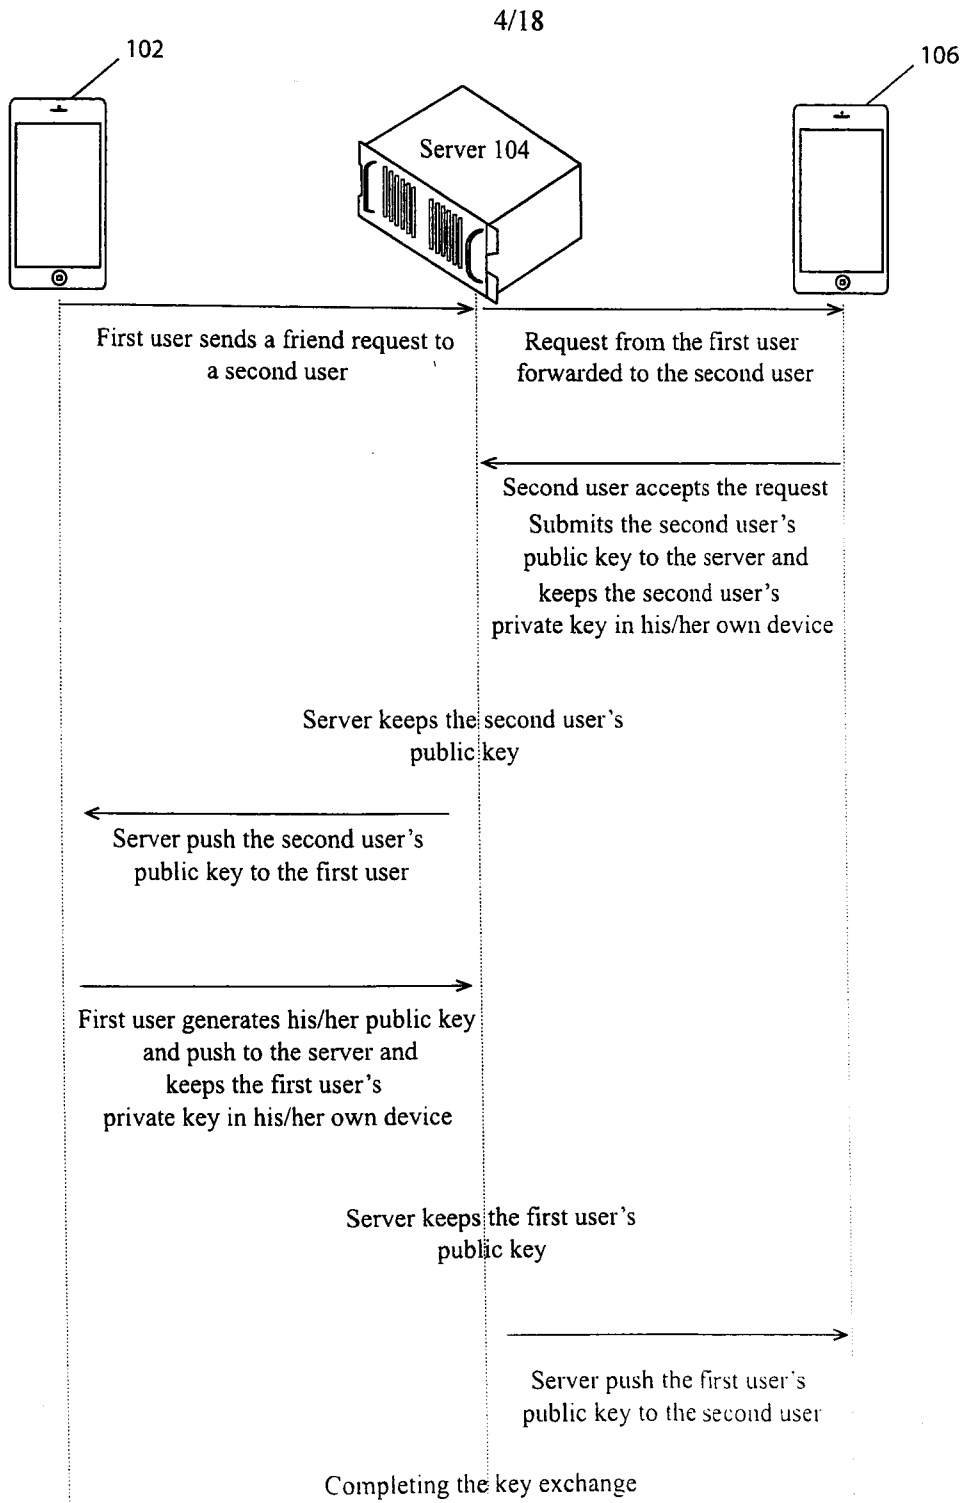 4/18
102
106
Server 104
First user sends a friend request to
a second user
Request from the first user
forwarded to the second user
Second user accepts the request
Submits the second user's
public key to the server and
keeps the second user's
private key in his/her own device
Server keeps the second user's
public key
Server push the second user's
public key to the first user
First user generates his/her public key
and push to the server and
keeps the first user's
private key in his/her own device
Server keeps the first user's
public key
Server push the first user's
public key to the second user
Completing the key exchange